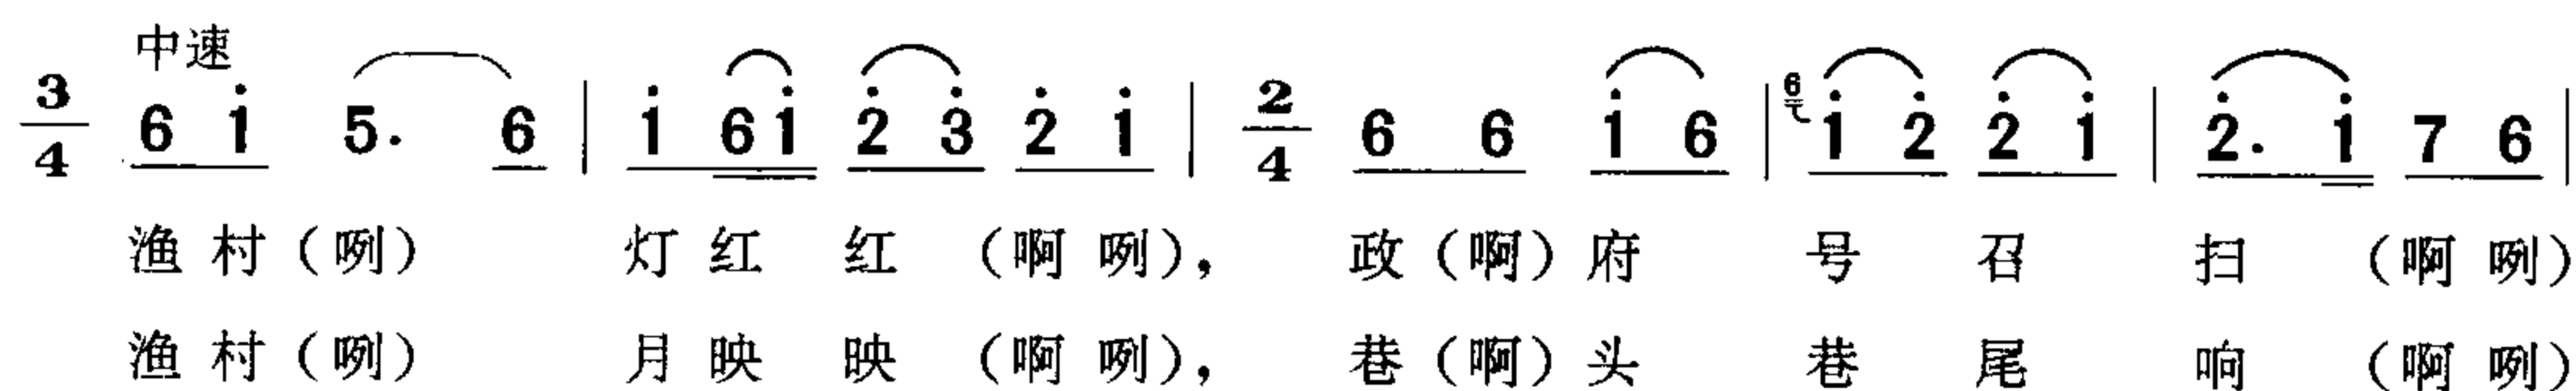 中速
3/4 6 i̇ 5. 6 | i̇ 6 i̇ 2̇ 3̇ 2̇ i̇ | 2/4 6 6 i̇ 6 | 6 i̇ 2̇ 2̇ i̇ | 2̇. i̇ 7 6 |
渔 村（咧） 灯 红 红 （啊 咧）， 政（啊）府 号 召 扫 （啊 咧）
渔 村（咧） 月 映 映 （啊 咧）， 巷（啊）头 巷 尾 响 （啊 咧）